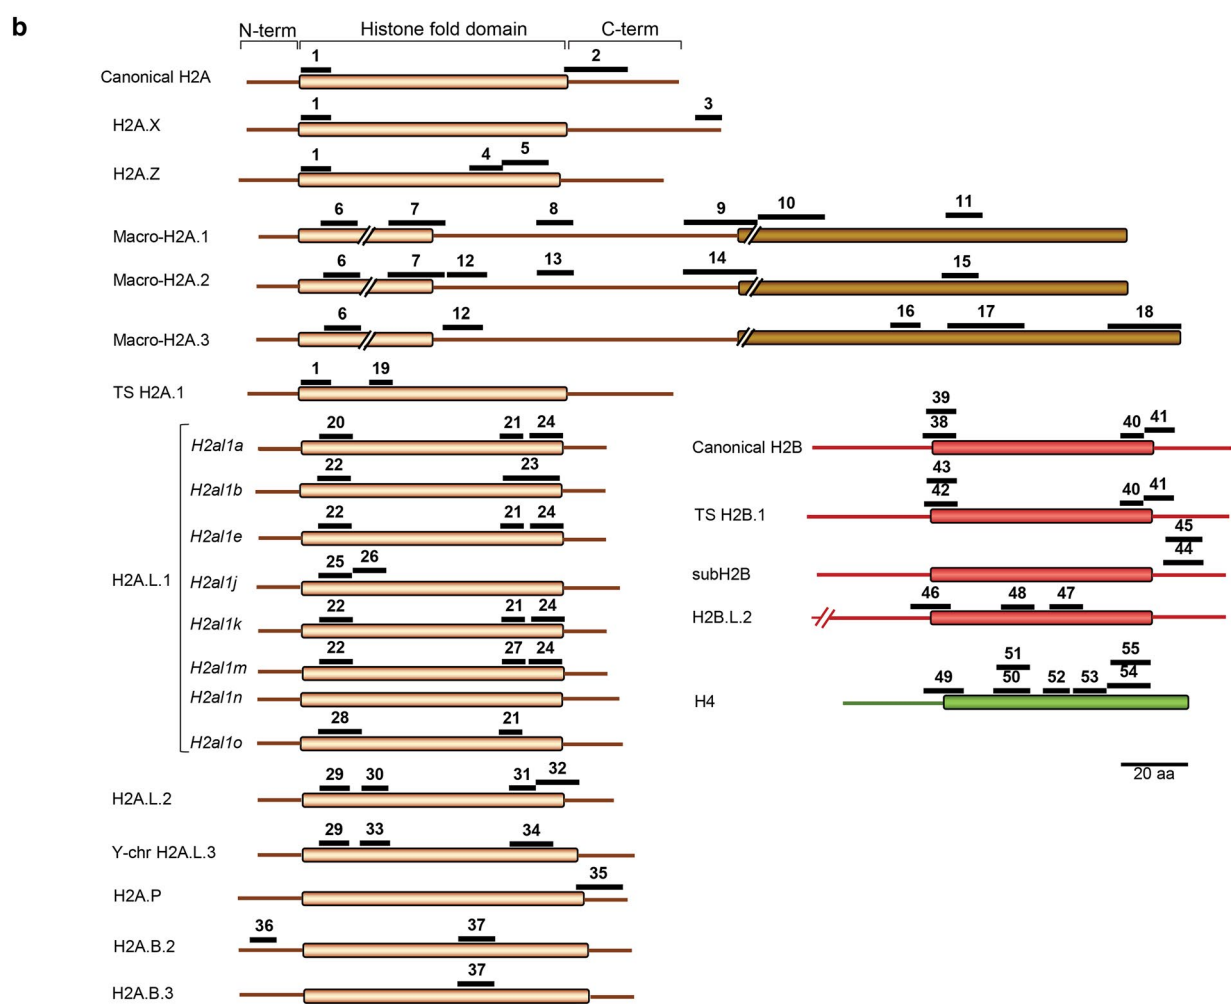 b
N-term Histone fold domain C-term
1 2
Canonical H2A
1 3
H2A.X
1 4 5
H2A.Z
6 7 8 9 10 11
Macro-H2A.1
6 7 12 13 14 15
Macro-H2A.2
6 12 16 17 18
Macro-H2A.3
1 19
TS H2A.1
H2A.L.1
20 21 24
H2al1a
22 23
H2al1b
22 21 24
H2al1e
25 26
H2al1j
22 21 24
H2al1k
22 27 24
H2al1m
H2al1n
28 21
H2al1o
29 30 31 32
H2A.L.2
29 33 34
Y-chr H2A.L.3
35
H2A.P
36 37
H2A.B.2
37
H2A.B.3
39
38 40 41
Canonical H2B
43
42 40 41
TS H2B.1
45
44
subH2B
46 48 47
H2B.L.2
51 55
49 50 52 53 54
H4
20 aa